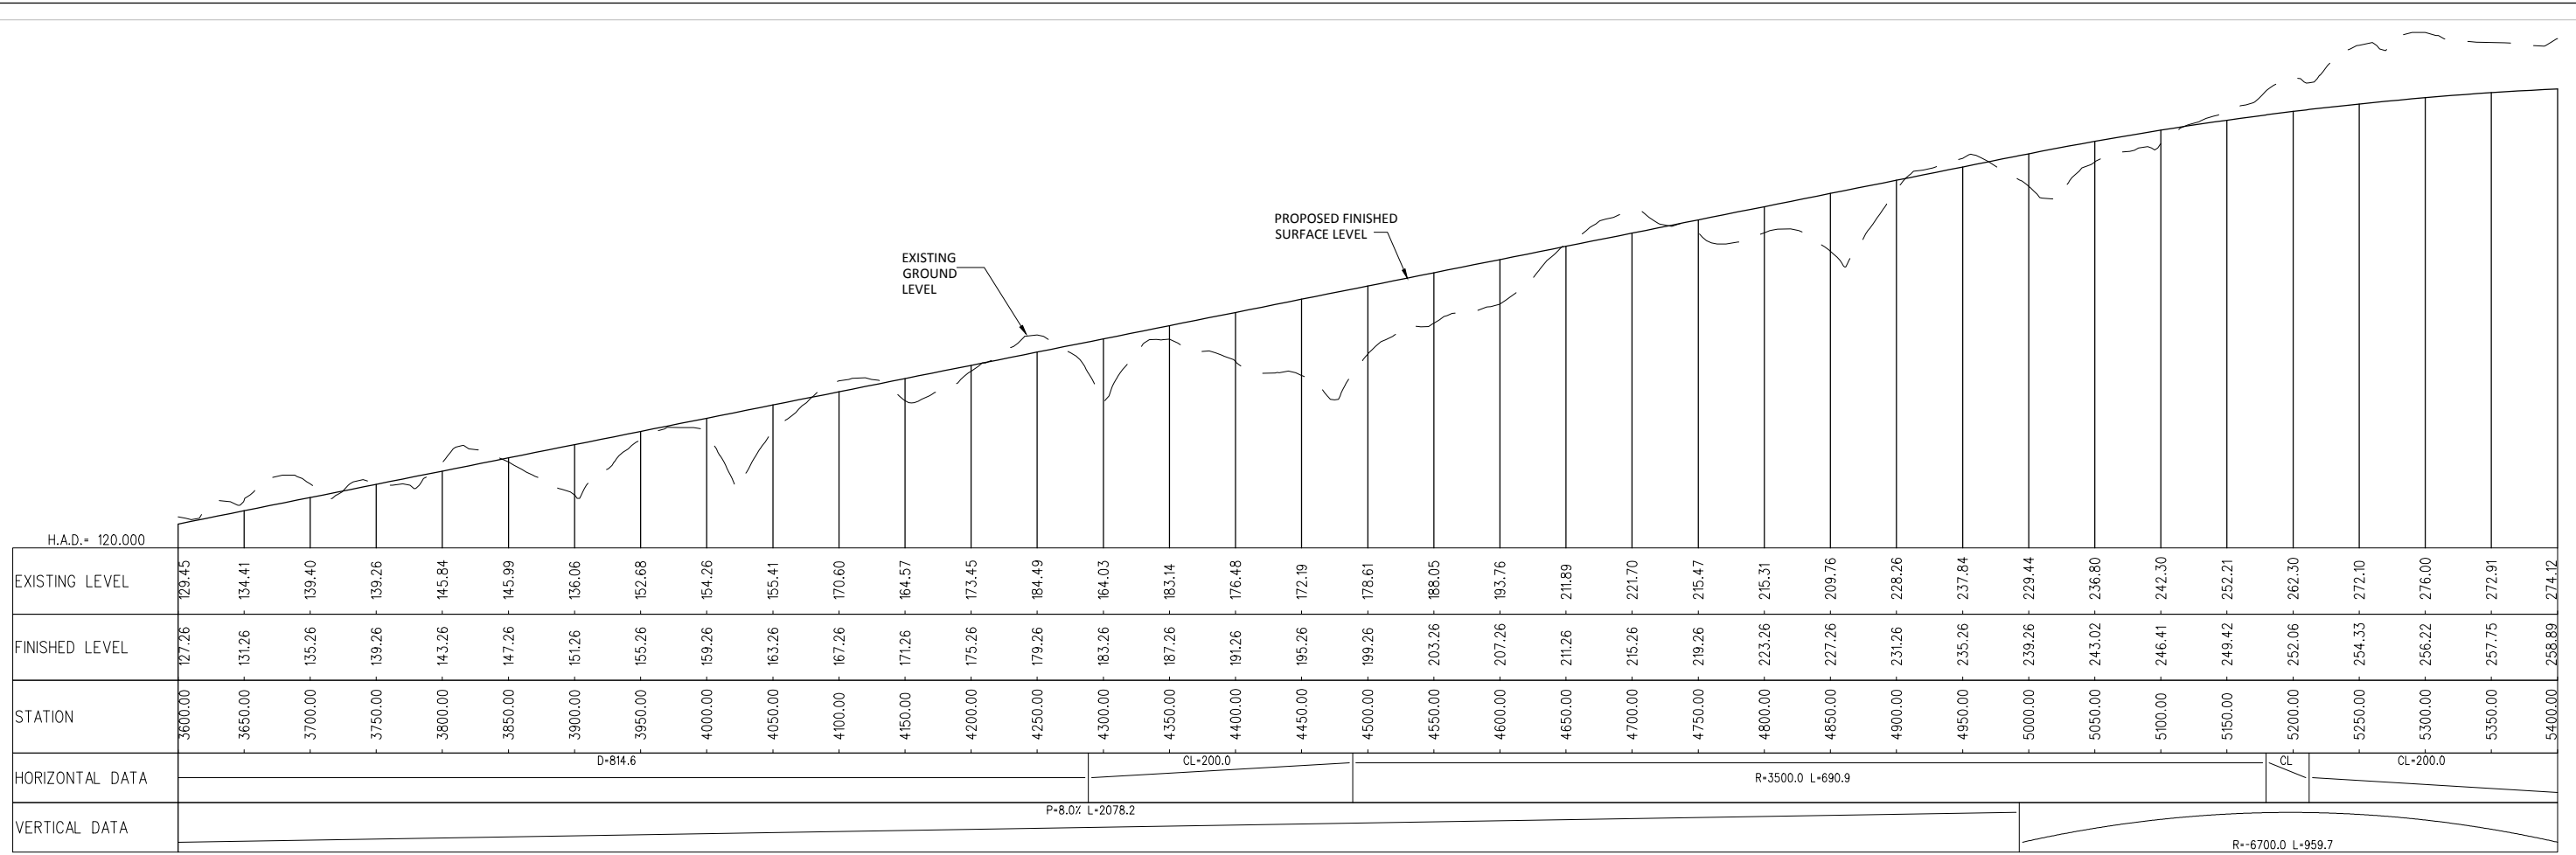 PROPOSED FINISHED
SURFACE LEVEL
EXISTING
GROUND
LEVEL
H.A.D.= 120.000
EXISTING LEVEL 129.45 134.41 139.40 139.26 145.84 145.99 136.06 152.68 154.26 155.41 170.60 164.57 173.45 184.49 164.03 183.14 176.48 172.19 178.61 188.05 193.76 211.89 221.70 215.47 215.31 209.76 228.26 237.84 229.44 236.80 242.30 252.21 262.30 272.10 276.00 272.91 274.12
FINISHED LEVEL 127.26 131.26 135.26 139.26 143.26 147.26 151.26 155.26 159.26 163.26 167.26 171.26 175.26 179.26 183.26 187.26 191.26 195.26 199.26 203.26 207.26 211.26 215.26 219.26 223.26 227.26 231.26 235.26 239.26 243.02 246.41 249.42 252.06 254.33 256.22 257.75 258.89
STATION 3600.00 3650.00 3700.00 3750.00 3800.00 3850.00 3900.00 3950.00 4000.00 4050.00 4100.00 4150.00 4200.00 4250.00 4300.00 4350.00 4400.00 4450.00 4500.00 4550.00 4600.00 4650.00 4700.00 4750.00 4800.00 4850.00 4900.00 4950.00 5000.00 5050.00 5100.00 5150.00 5200.00 5250.00 5300.00 5350.00 5400.00
HORIZONTAL DATA D=814.6 CL=200.0 R=3500.0 L=690.9 CL CL=200.0
VERTICAL DATA P=8.0% L=2078.2 R=-6700.0 L=959.7